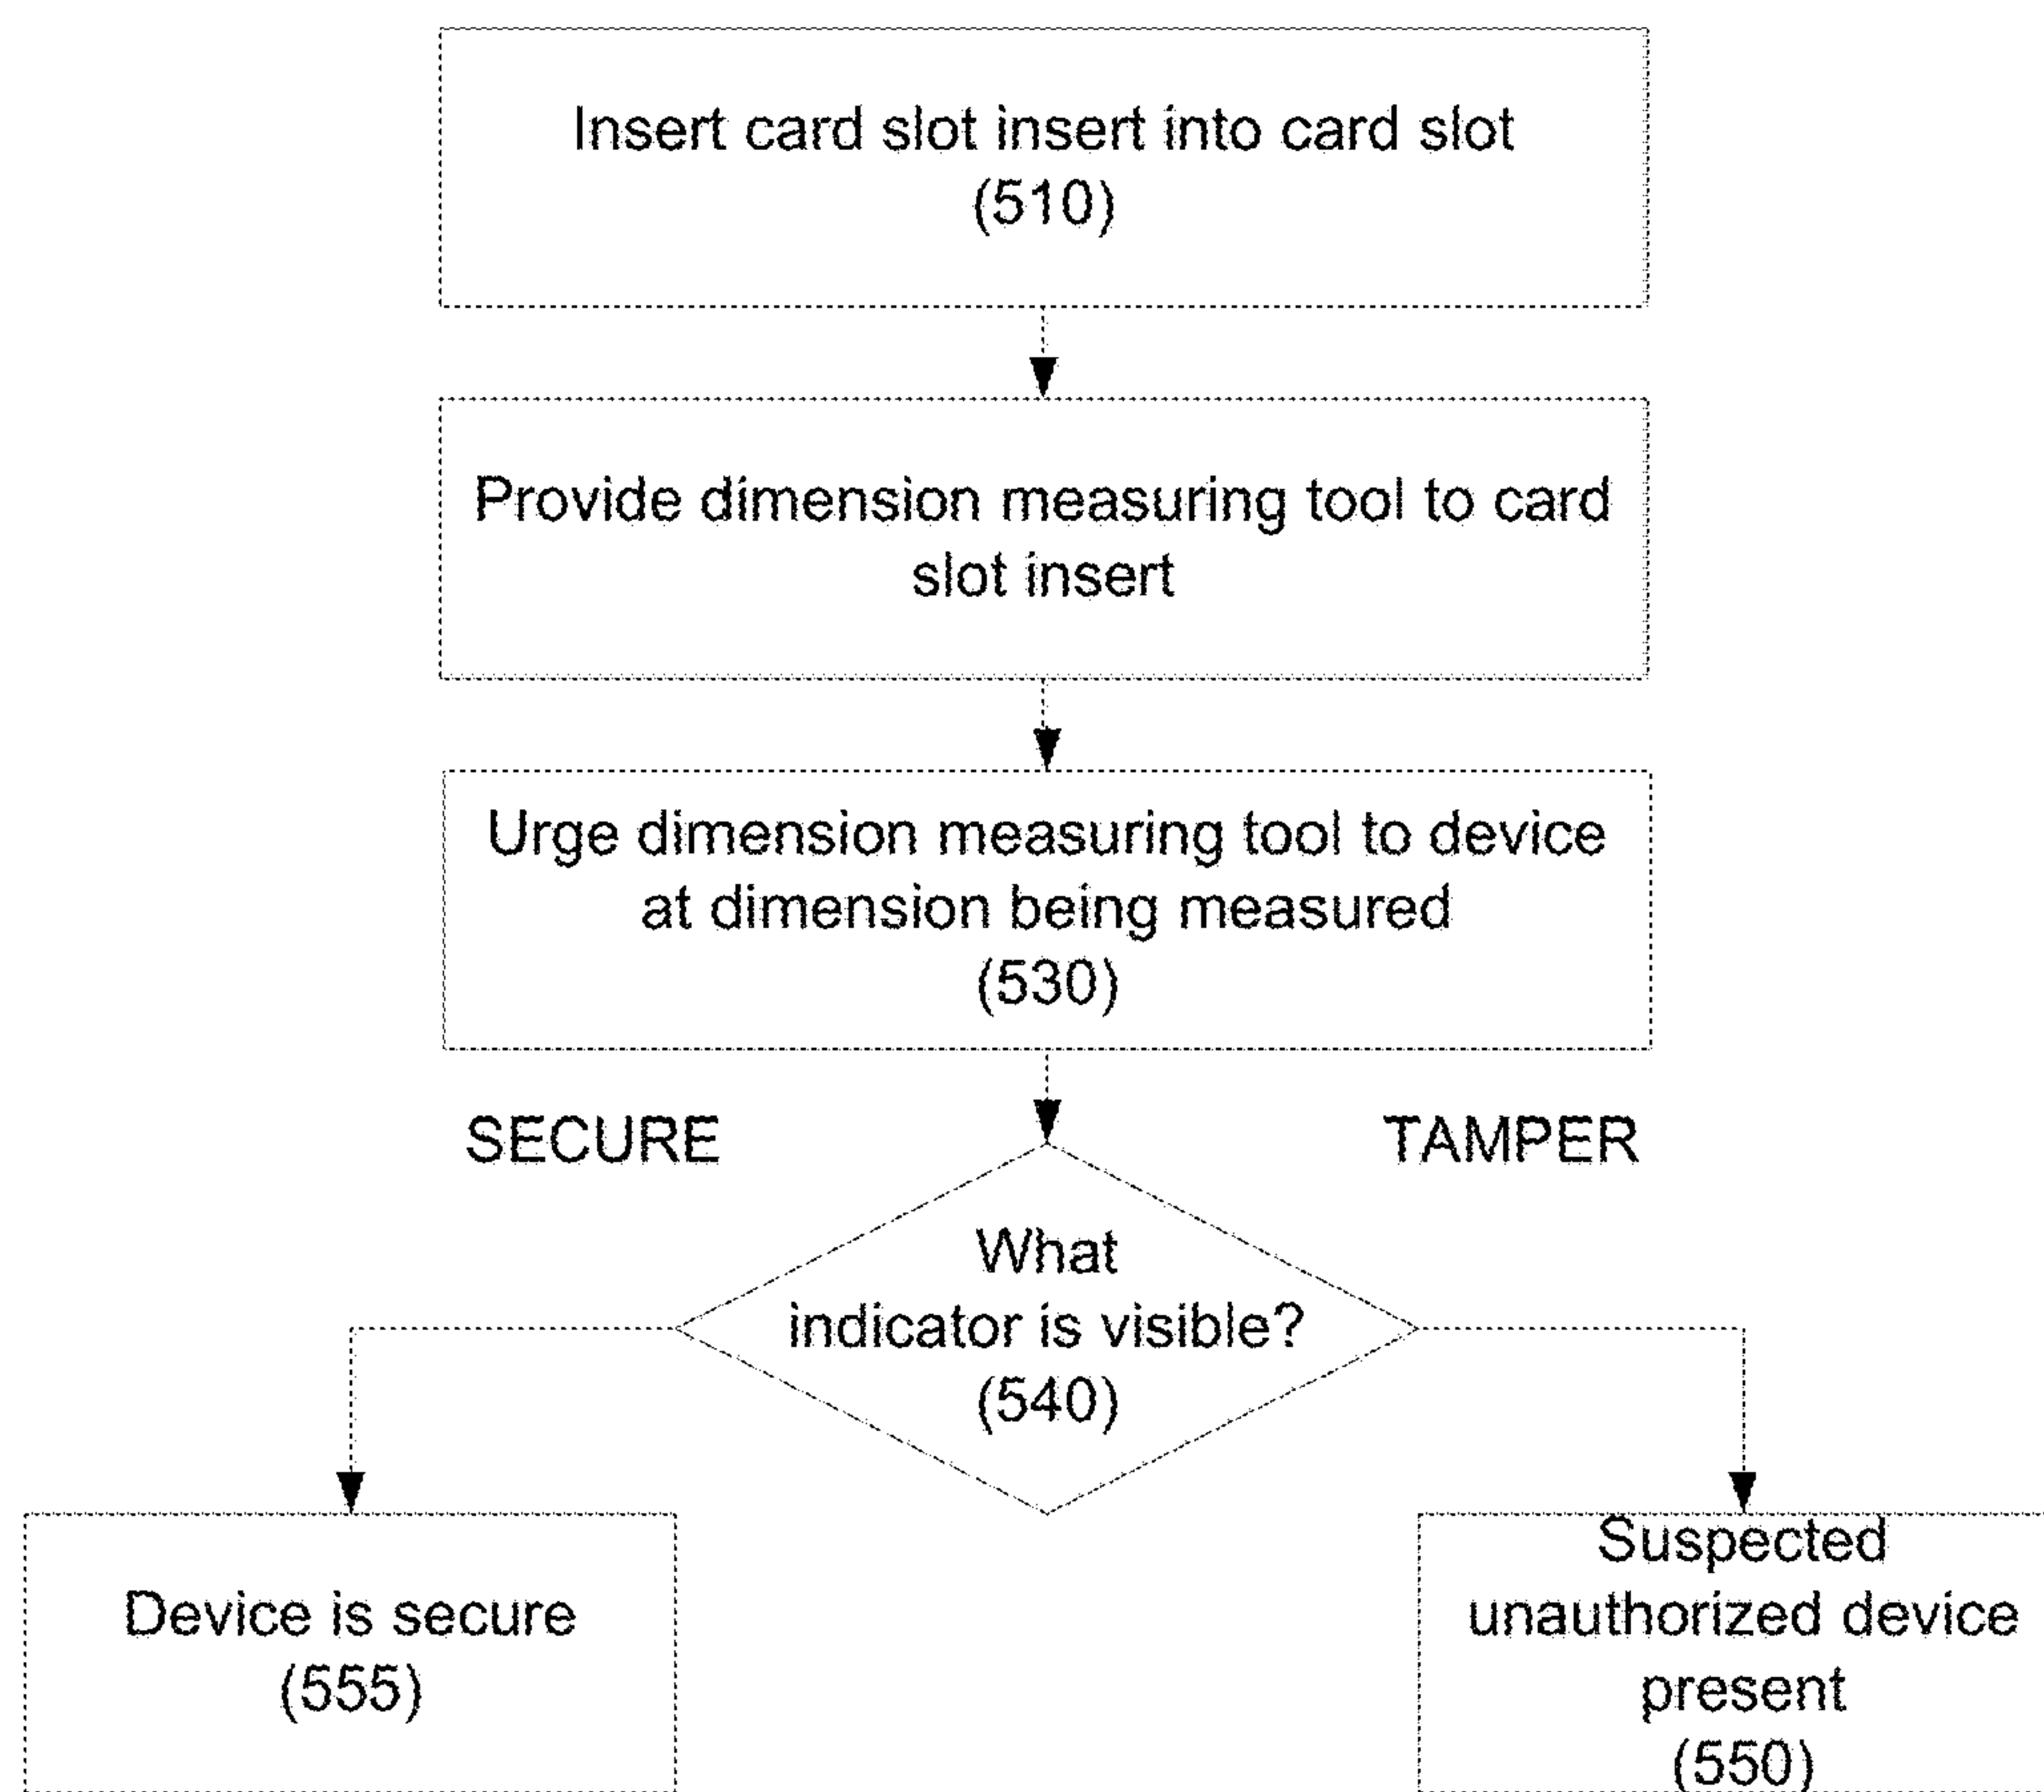 Insert card slot insert into card slot
(510)
Provide dimension measuring tool to card
slot insert
Urge dimension measuring tool to device
at dimension being measured
(530)
SECURE
TAMPER
What
indicator is visible?
(540)
Device is secure
(555)
Suspected
unauthorized device
present
(550)